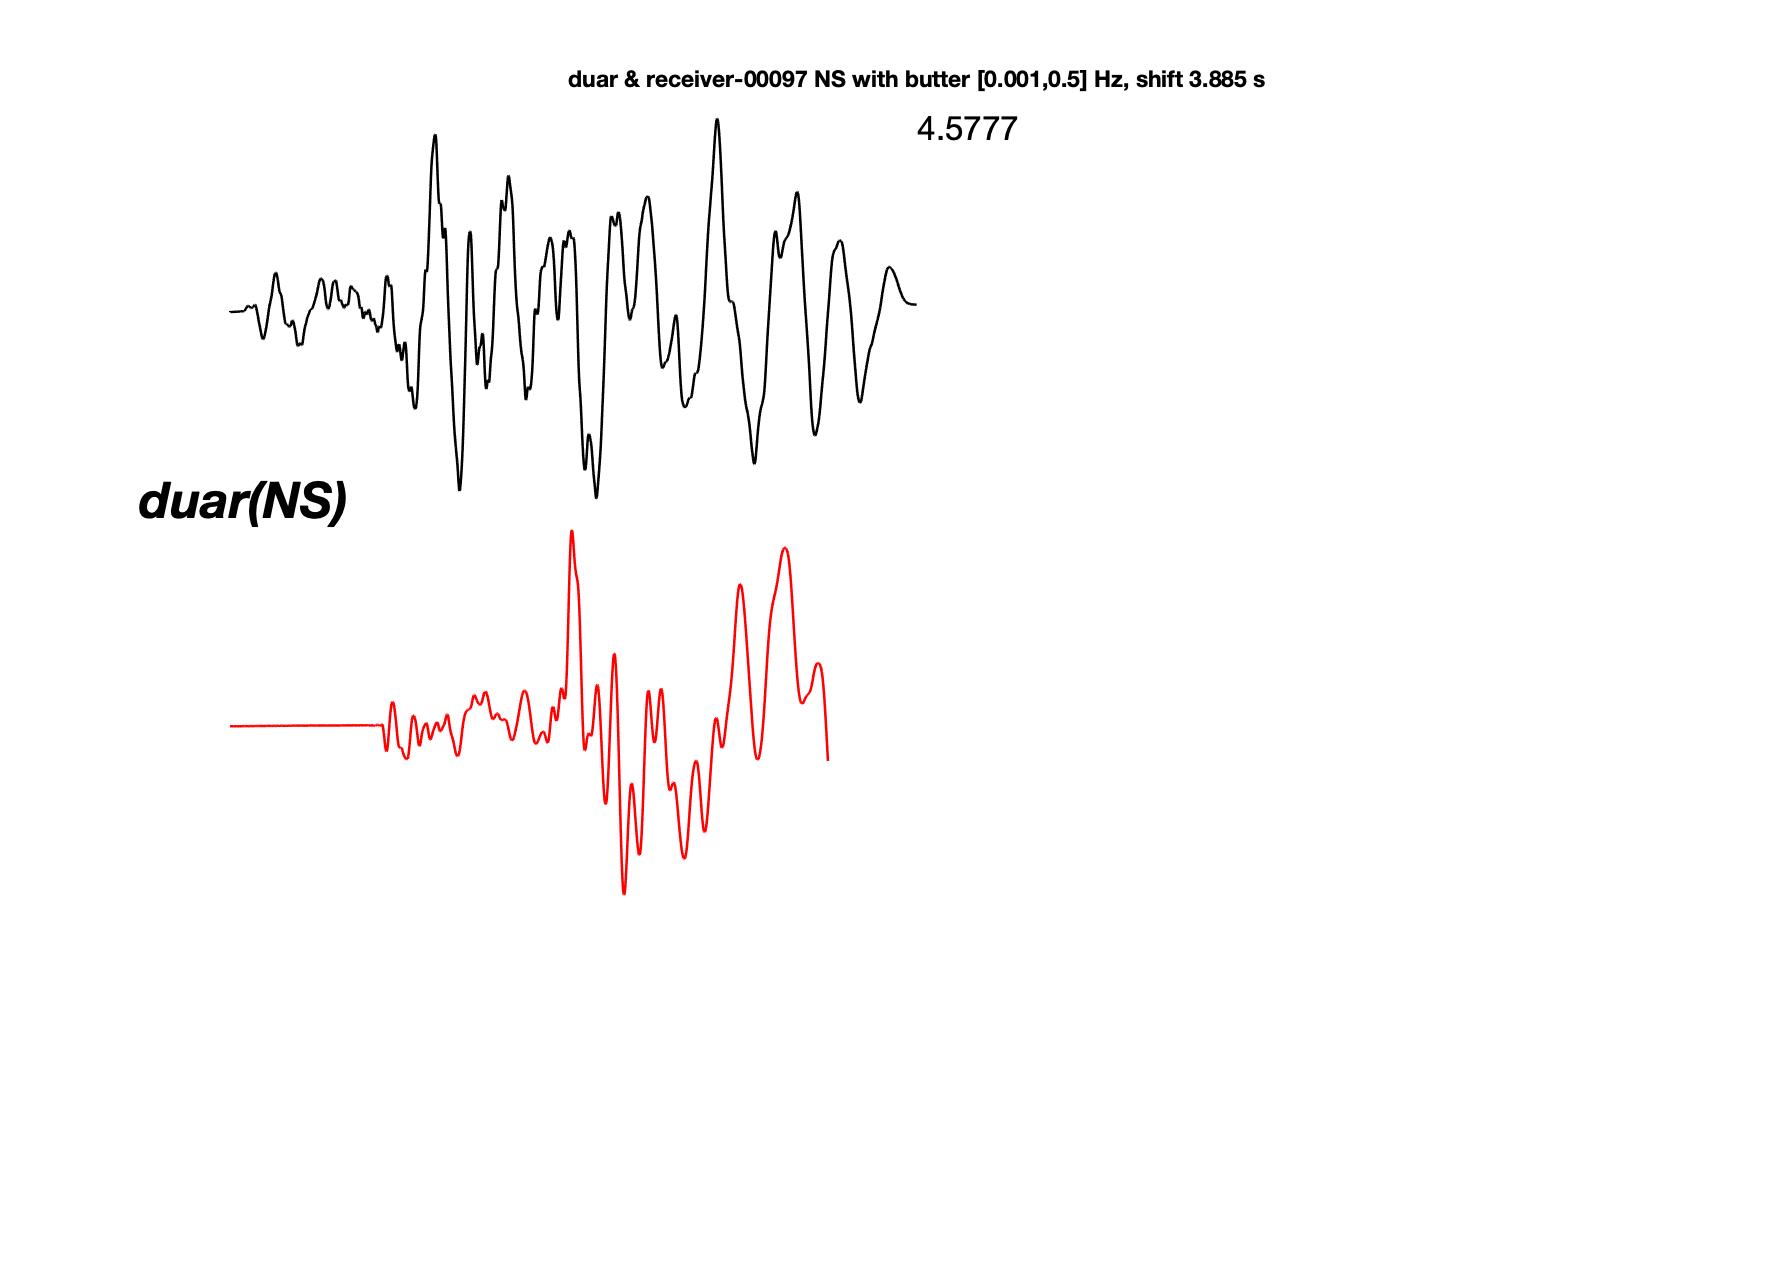 duar & receiver-00097 NS with butter [0.001,0.5] Hz, shift 3.885 s
4.5777
duar(NS)